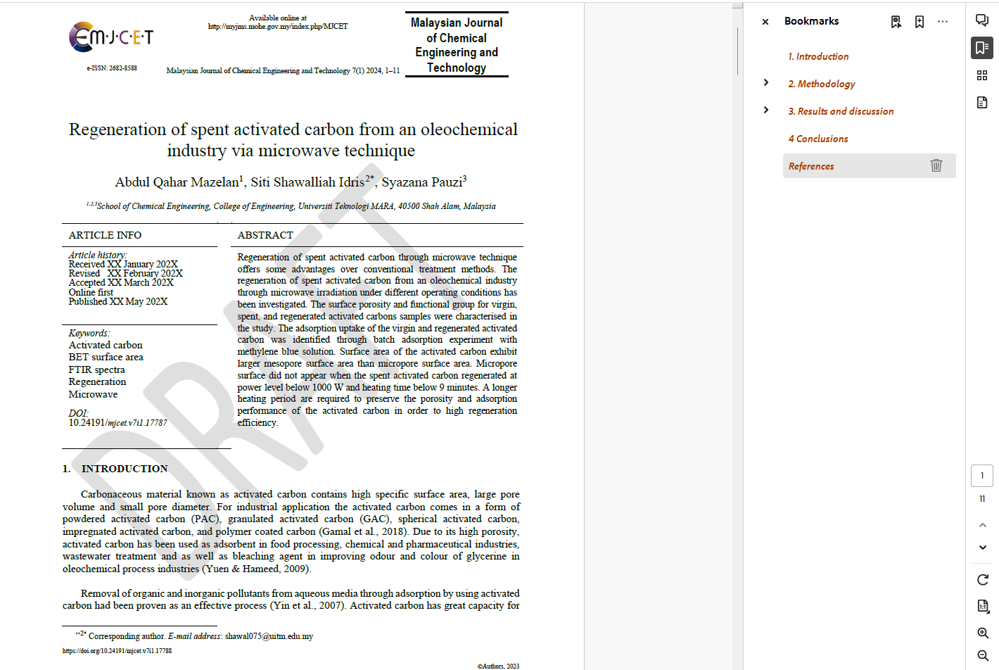 EMJCET
e-ISSN: 2682-8588
Available online at
http://myjms.mohe.gov.my/index.php/MJCET
Malaysian Journal of Chemical Engineering and Technology 7(1) 2024, 1–11
Malaysian Journal
of Chemical
Engineering and
Technology
Regeneration of spent activated carbon from an oleochemical
industry via microwave technique
Abdul Qahar Mazelan1, Siti Shawalliah Idris2*, Syazana Pauzi3
1,2,3School of Chemical Engineering, College of Engineering, Universiti Teknologi MARA, 40500 Shah Alam, Malaysia
ARTICLE INFO
Article history:
Received XX January 202X
Revised XX February 202X
Accepted XX March 202X
Online first
Published XX May 202X
Keywords:
Activated carbon
BET surface area
FTIR spectra
Regeneration
Microwave
DOI:
10.24191/mjcet.v7i1.17787
ABSTRACT
Regeneration of spent activated carbon through microwave technique
offers some advantages over conventional treatment methods. The
regeneration of spent activated carbon from an oleochemical industry
through microwave irradiation under different operating conditions has
been investigated. The surface porosity and functional group for virgin,
spent, and regenerated activated carbons samples were characterised in
the study. The adsorption uptake of the virgin and regenerated activated
carbon was identified through batch adsorption experiment with
methylene blue solution. Surface area of the activated carbon exhibit
larger mesopore surface area than micropore surface area. Micropore
surface did not appear when the spent activated carbon regenerated at
power level below 1000 W and heating time below 9 minutes. A longer
heating period are required to preserve the porosity and adsorption
performance of the activated carbon in order to high regeneration
efficiency.
DRAFT
1. INTRODUCTION
Carbonaceous material known as activated carbon contains high specific surface area, large pore
volume and small pore diameter. For industrial application the activated carbon comes in a form of
powdered activated carbon (PAC), granulated activated carbon (GAC), spherical activated carbon,
impregnated activated carbon, and polymer coated carbon (Gamal et al., 2018). Due to its high porosity,
activated carbon has been used as adsorbent in food processing, chemical and pharmaceutical industries,
wastewater treatment and as well as bleaching agent in improving odour and colour of glycerine in
oleochemical process industries (Yuen & Hameed, 2009).
Removal of organic and inorganic pollutants from aqueous media through adsorption by using activated
carbon had been proven as an effective process (Yin et al., 2007). Activated carbon has great capacity for
“2* Corresponding author. E-mail address: shawal075@uitm.edu.my
https://doi.org/10.24191/mjcet.v7i1.17788
©Authors, 2023
Bookmarks
1. Introduction
2. Methodology
3. Results and discussion
4 Conclusions
References
1
11
1:1